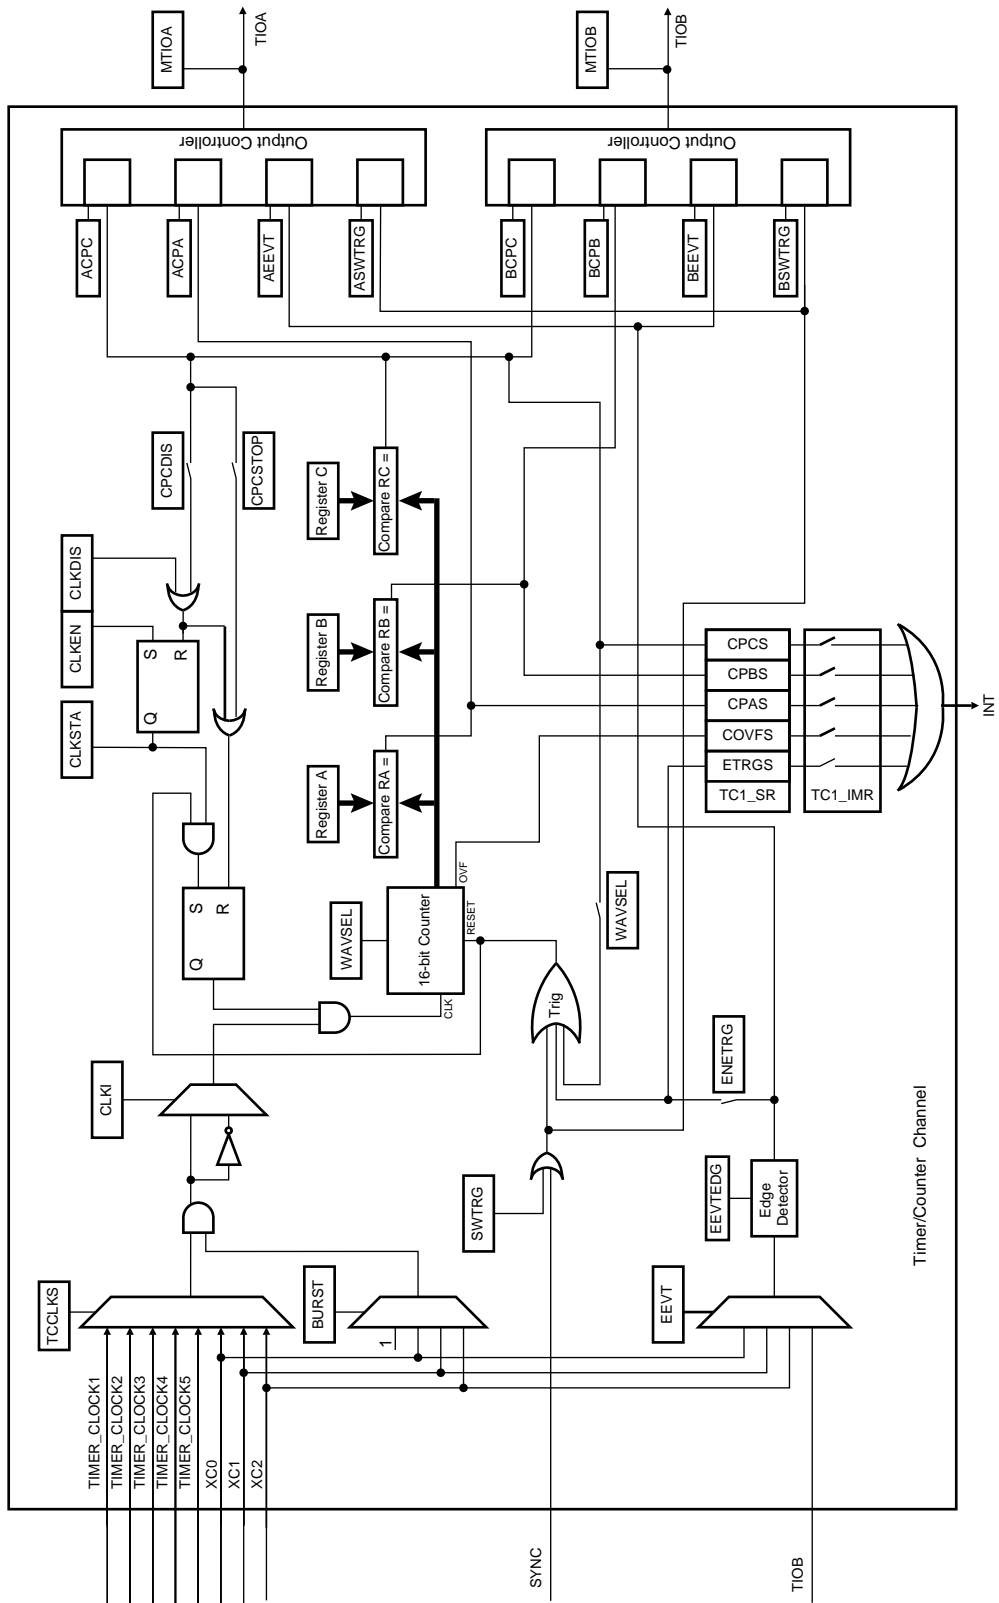 TCCLKS
TIMER_CLOCK1
TIMER_CLOCK2
TIMER_CLOCK3
TIMER_CLOCK4
TIMER_CLOCK5
XC0
XC1
XC2
CLKI
CLKSTA
CLKEN
CLKDIS
Q
S
R
Q
S
R
CPCDIS
CPCSTOP
ACPC
ACPA
AEEVT
ASWTRG
Output Controller
MTIOA
TIOA
BURST
1
WAVSEL
16-bit Counter
CLK
RESET
OVF
Register A
Register B
Register C
Compare RA =
Compare RB =
Compare RC =
SYNC
SWTRG
Trig
WAVSEL
BCPC
BCPB
BEEVT
BSWTRG
Output Controller
MTIOB
TIOB
TIOB
EEVT
EEVTEDG
Edge
Detector
ENETRG
CPCS
CPBS
CPAS
COVFS
ETRGS
TC1_SR
TC1_IMR
INT
Timer/Counter Channel